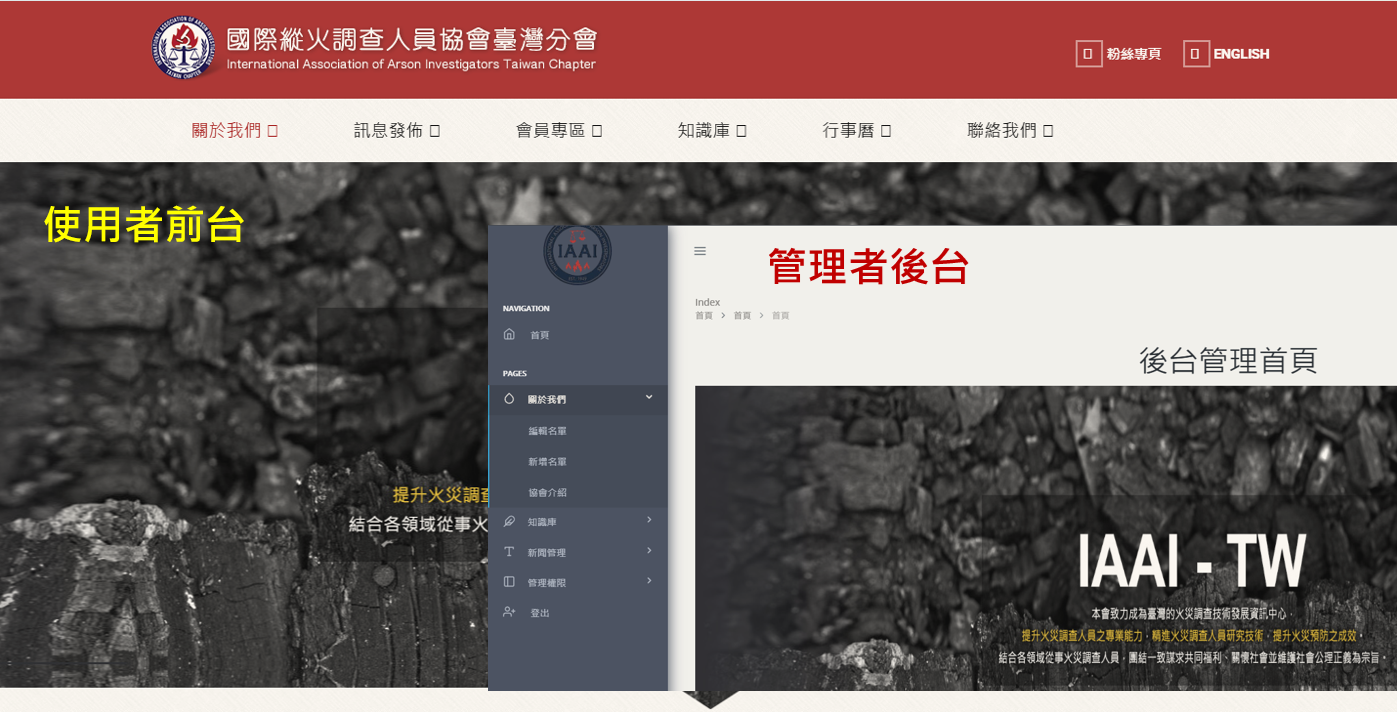 國際縱火調查人員協會臺灣分會
International Association of Arson Investigators Taiwan Chapter
粉絲專頁
ENGLISH
關於我們
訊息發佈
會員專區
知識庫
行事曆
聯絡我們
使用者前台
提升火災調
結合各領域從事火
IAAI
NAVIGATION
首頁
PAGES
關於我們
編輯名單
新增名單
協會介紹
知識庫
新聞管理
管理權限
登出
管理者後台
Index
首頁 > 首頁 > 首頁
後台管理首頁
IAAI - TW
本會致力成為臺灣的火災調查技術發展資訊中心，
提升火災調查人員之專業能力，精進火災調查人員研究技術，提升火災預防之成效。
結合各領域從事火災調查人員，團結一致謀求共同福利、關懷社會並維護社會公理正義為宗旨。